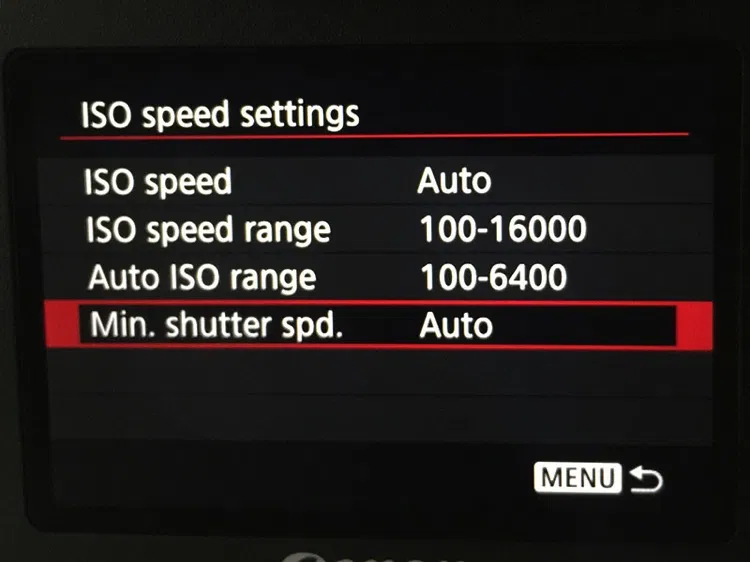 ISO speed settings
ISO speed Auto
ISO speed range 100-16000
Auto ISO range 100-6400
Min. shutter spd. Auto
MENU